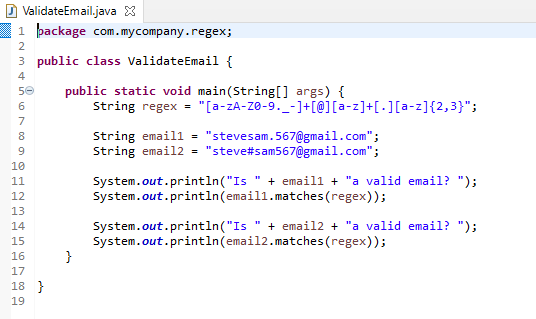 ValidateEmail.java
1 package com.mycompany.regex;
2
3 public class ValidateEmail {
4
5 public static void main(String[] args) {
6 String regex = "[a-zA-Z0-9._-]+[@][a-z]+[.][a-z]{2,3}";
7
8 String email1 = "stevesam.567@gmail.com";
9 String email2 = "steve#sam567@gmail.com";
10
11 System.out.println("Is " + email1 + "a valid email? ");
12 System.out.println(email1.matches(regex));
13
14 System.out.println("Is " + email2 + "a valid email? ");
15 System.out.println(email2.matches(regex));
16 }
17
18 }
19